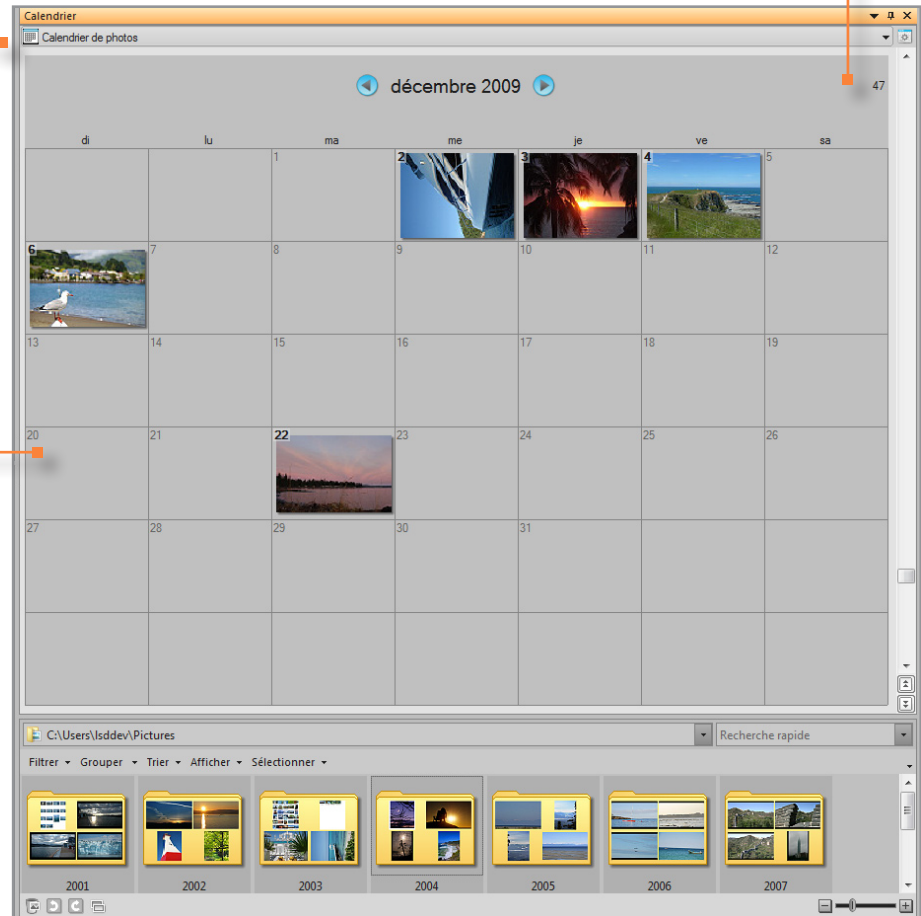 Calendrier
Calendrier de photos
décembre 2009
47
di lu ma me je ve sa
1 2 3 4 5
6 7 8 9 10 11 12
13 14 15 16 17 18 19
20 21 22 23 24 25 26
27 28 29 30 31
C:\Users\lsddev\Pictures
Recherche rapide
Filtrer Grouper Trier Afficher Sélectionner
2001 2002 2003 2004 2005 2006 2007